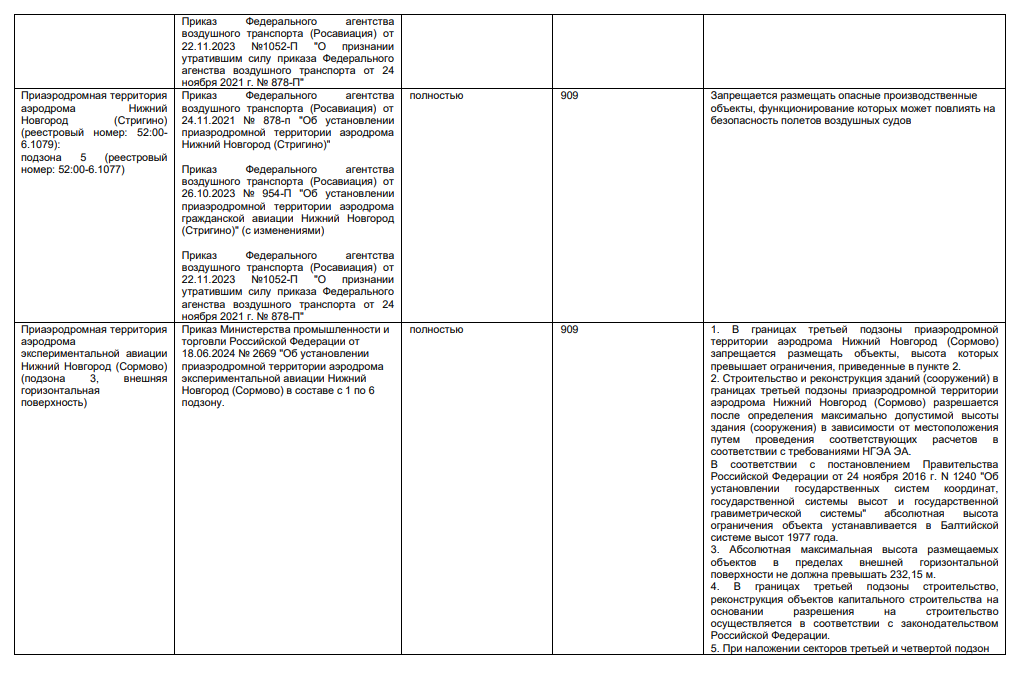 Приказ Федерального агентства
воздушного транспорта (Росавиация) от
22.11.2023 №1052-П "О признании
утратившим силу приказа Федерального
агенства воздушного транспорта от 24
ноября 2021 г. № 878-П"
Приаэродромная территория
аэродрома Нижний
Новгород (Стригино)
(реестровый номер: 52:00-
6.1079):
подзона 5 (реестровый
номер: 52:00-6.1077)
Приказ Федерального агентства
воздушного транспорта (Росавиация) от
24.11.2021 № 878-п "Об установлении
приаэродромной территории аэродрома
Нижний Новгород (Стригино)"
Приказ Федерального агентства
воздушного транспорта (Росавиация) от
26.10.2023 № 954-П "Об установлении
приаэродромной территории аэродрома
гражданской авиации Нижний Новгород
(Стригино)" (с изменениями)
Приказ Федерального агентства
воздушного транспорта (Росавиация) от
22.11.2023 №1052-П "О признании
утратившим силу приказа Федерального
агенства воздушного транспорта от 24
ноября 2021 г. № 878-П"
полностью
909
Запрещается размещать опасные производственные
объекты, функционирование которых может повлиять на
безопасность полетов воздушных судов
Приаэродромная территория
аэродрома
экспериментальной авиации
Нижний Новгород (Сормово)
(подзона 3, внешняя
горизонтальная
поверхность)
Приказ Министерства промышленности и
торговли Российской Федерации от
18.06.2024 № 2669 "Об установлении
приаэродромной территории аэродрома
экспериментальной авиации Нижний
Новгород (Сормово) в составе с 1 по 6
подзону.
полностью
909
1. В границах третьей подзоны приаэродромной
территории аэродрома Нижний Новгород (Сормово)
запрещается размещать объекты, высота которых
превышает ограничения, приведенные в пункте 2.
2. Строительство и реконструкция зданий (сооружений) в
границах третьей подзоны приаэродромной территории
аэродрома Нижний Новгород (Сормово) разрешается
после определения максимально допустимой высоты
здания (сооружения) в зависимости от местоположения
путем проведения соответствующих расчетов в
соответствии с требованиями НГЭА ЭА.
В соответствии с постановлением Правительства
Российской Федерации от 24 ноября 2016 г. N 1240 "Об
установлении государственных систем координат,
государственной системы высот и государственной
гравиметрической системы" абсолютная высота
ограничения объекта устанавливается в Балтийской
системе высот 1977 года.
3. Абсолютная максимальная высота размещаемых
объектов в пределах внешней горизонтальной
поверхности не должна превышать 232,15 м.
4. В границах третьей подзоны строительство,
реконструкция объектов капитального строительства на
основании разрешения на строительство
осуществляется в соответствии с законодательством
Российской Федерации.
5. При наложении секторов третьей и четвертой подзон